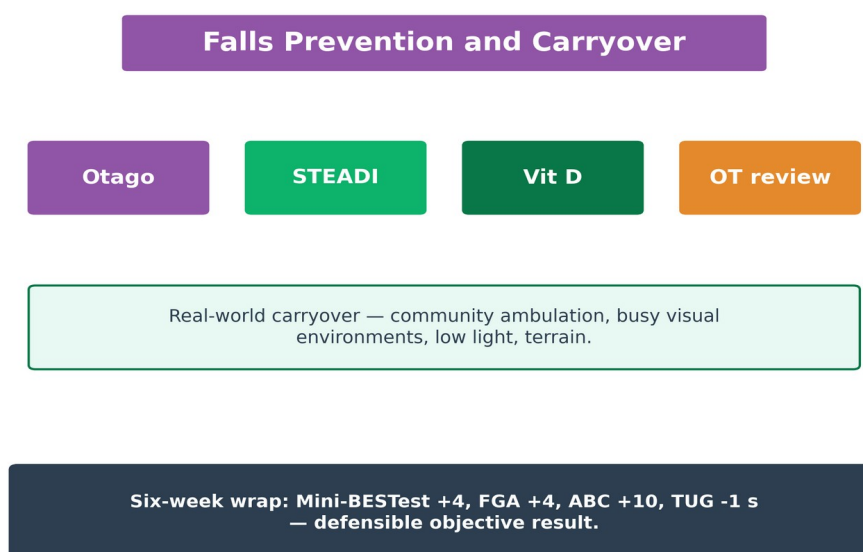 Falls Prevention and Carryover
Otago
STEADI
Vit D
OT review
Real-world carryover — community ambulation, busy visual
environments, low light, terrain.
Six-week wrap: Mini-BESTest +4, FGA +4, ABC +10, TUG -1 s
— defensible objective result.